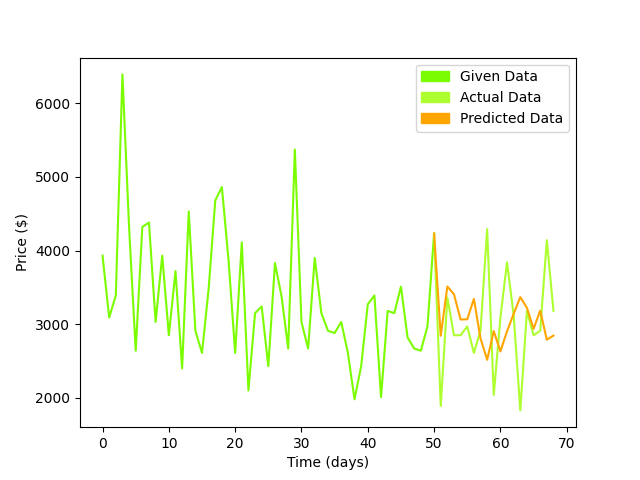 Given Data
Actual Data
Predicted Data
6000
5000
4000
3000
2000
Price ($)
0 10 20 30 40 50 60 70
Time (days)